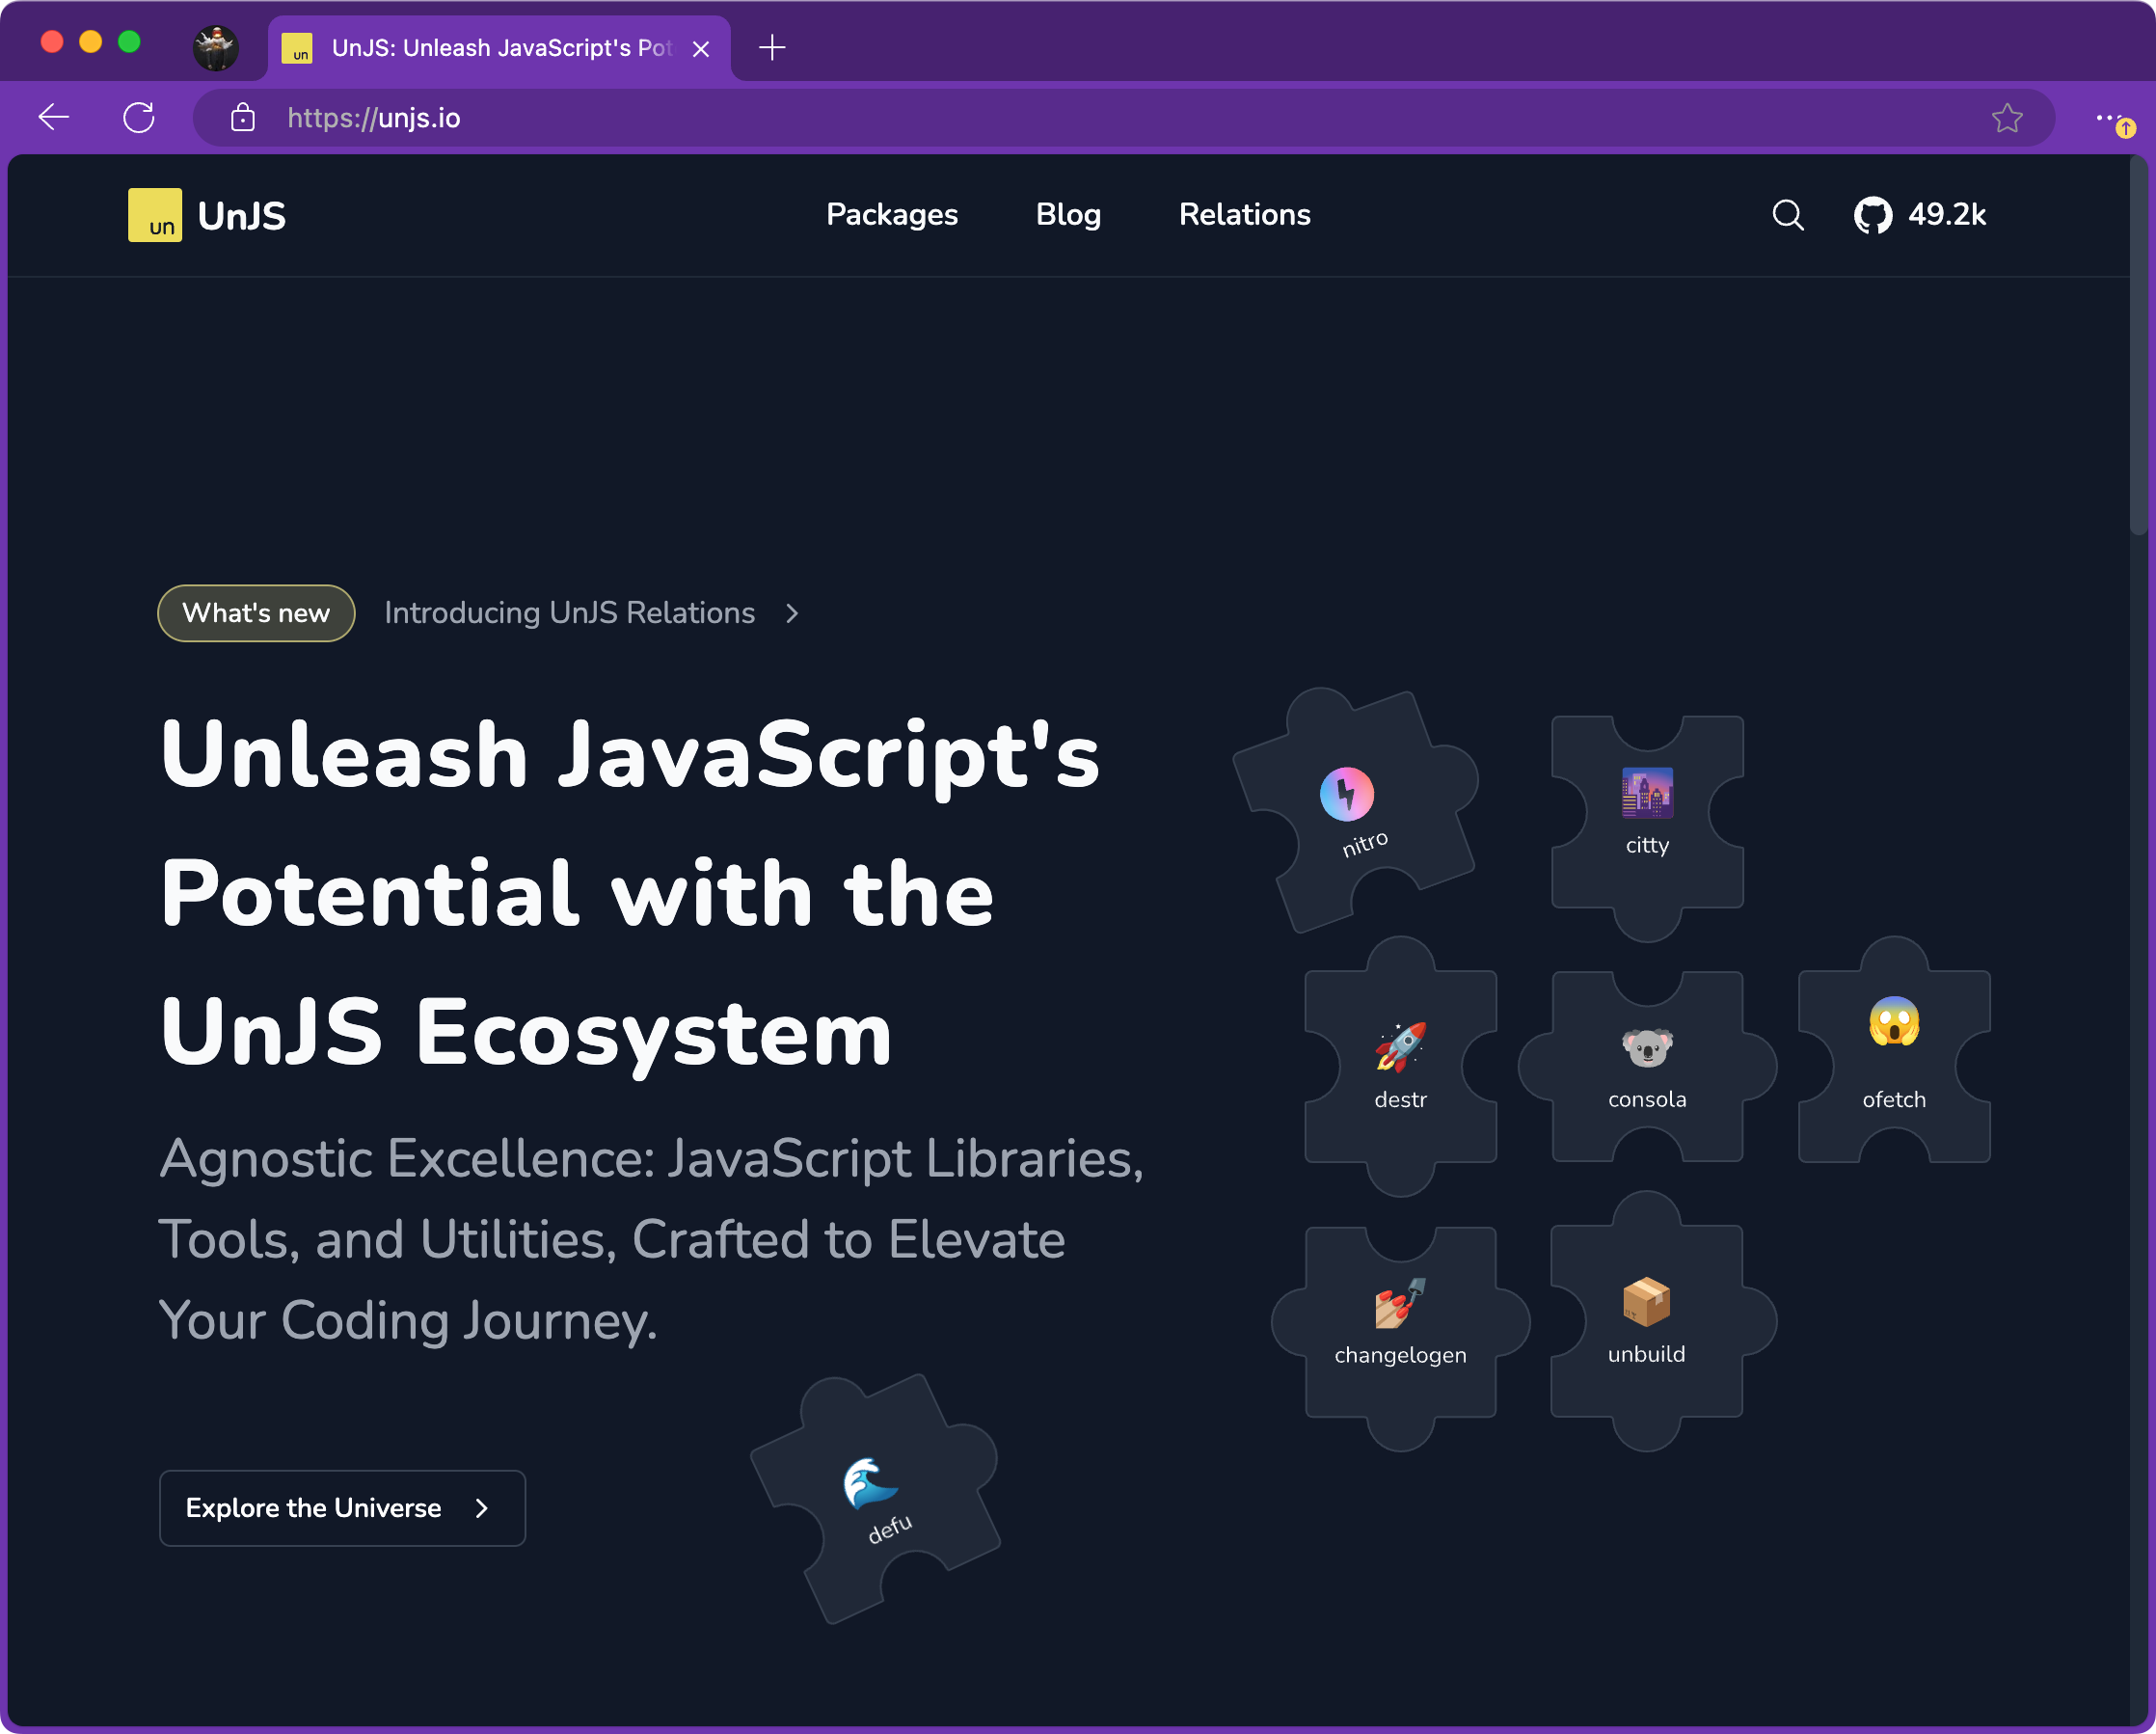 un UnJS: Unleash JavaScript's Pot
https://unjs.io
un UnJS Packages Blog Relations 49.2k
What's new Introducing UnJS Relations
Unleash JavaScript's
Potential with the
UnJS Ecosystem
Agnostic Excellence: JavaScript Libraries,
Tools, and Utilities, Crafted to Elevate
Your Coding Journey.
Explore the Universe
nitro
citty
destr
consola
ofetch
changelogen
unbuild
defu